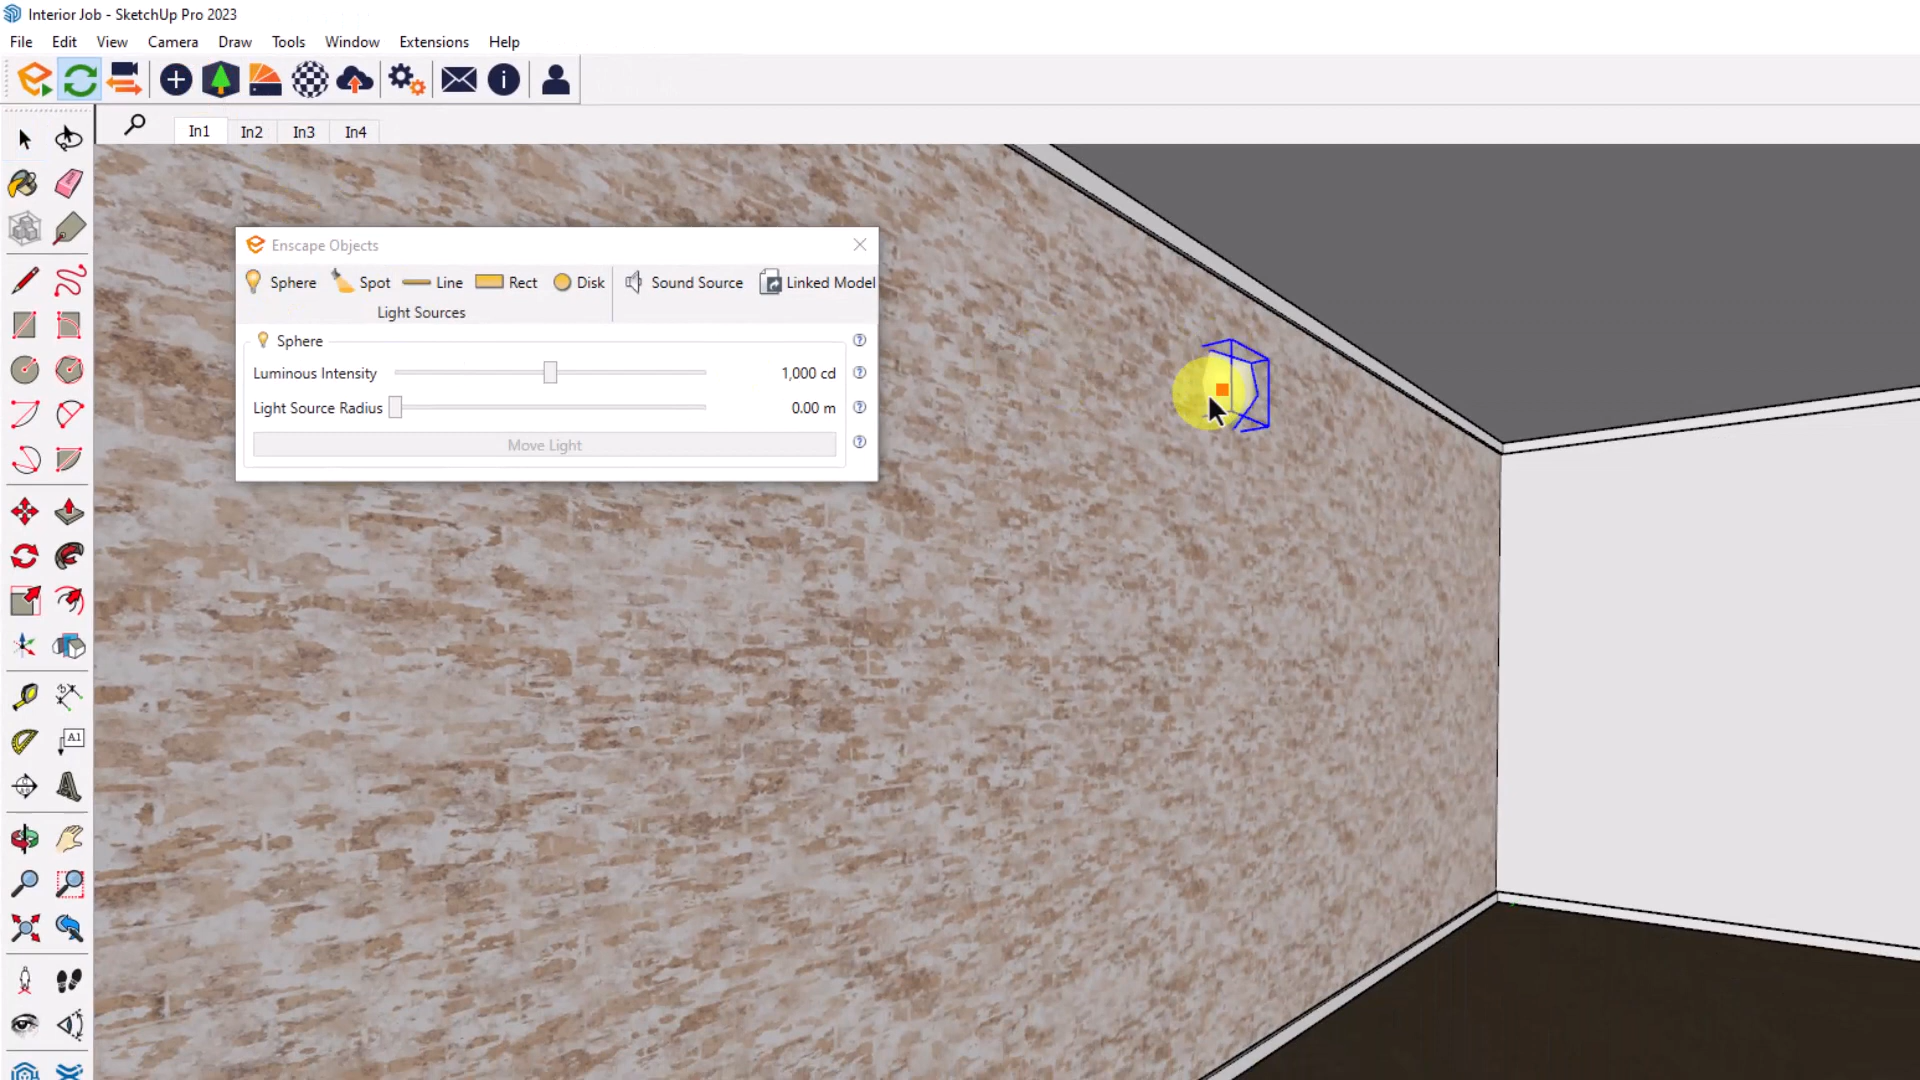 Interior Job - SketchUp Pro 2023
File Edit View Camera Draw Tools Window Extensions Help
In1 In2 In3 In4
Enscape Objects
Sphere Spot Line Rect Disk Sound Source Linked Model
Light Sources
Sphere
Luminous Intensity 1,000 cd
Light Source Radius 0.00 m
Move Light
A1